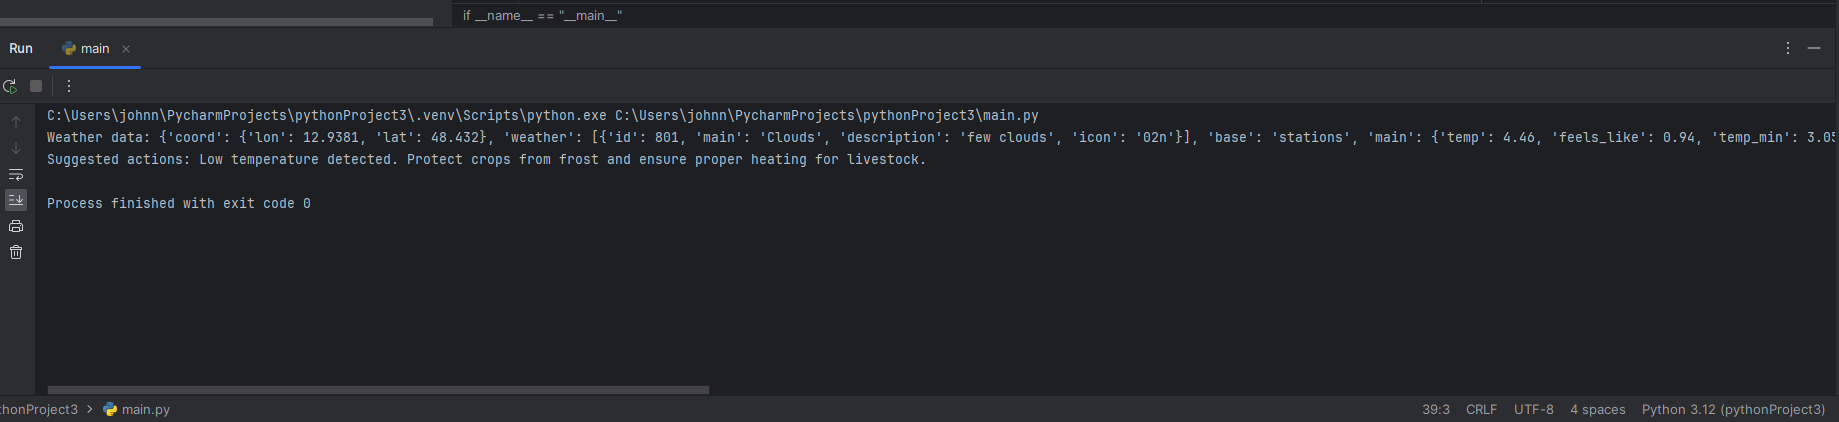 if __name__ == "__main__"
Run main
C:\Users\johnn\PycharmProjects\pythonProject3\.venv\Scripts\python.exe C:\Users\johnn\PycharmProjects\pythonProject3\main.py
Weather data: {'coord': {'lon': 12.9381, 'lat': 48.432}, 'weather': [{'id': 801, 'main': 'Clouds', 'description': 'few clouds', 'icon': '02n'}], 'base': 'stations', 'main': {'temp': 4.46, 'feels_like': 0.94, 'temp_min': 3.05
Suggested actions: Low temperature detected. Protect crops from frost and ensure proper heating for livestock.
Process finished with exit code 0
thonProject3 > main.py 39:3 CRLF UTF-8 4 spaces Python 3.12 (pythonProject3)